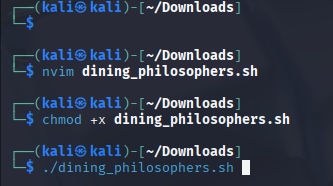 ┌──(kali㉿kali)-[~/Downloads]
└─$
┌──(kali㉿kali)-[~/Downloads]
└─$ nvim dining_philosophers.sh
┌──(kali㉿kali)-[~/Downloads]
└─$ chmod +x dining_philosophers.sh
┌──(kali㉿kali)-[~/Downloads]
└─$ ./dining_philosophers.sh